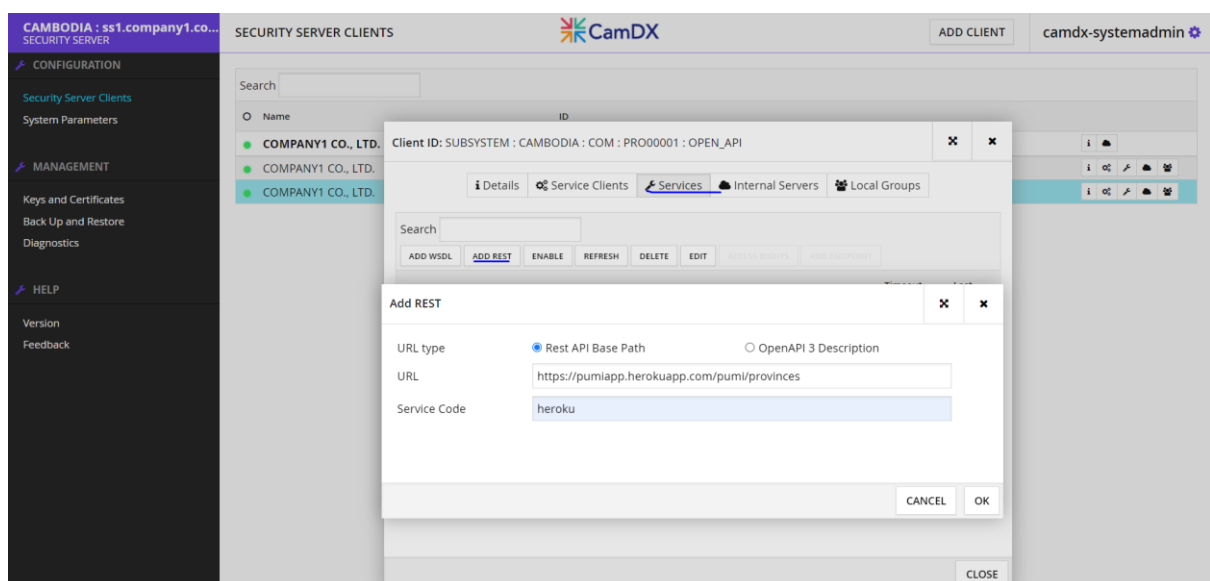 CAMBODIA : ss1.company1.co...
SECURITY SERVER
SECURITY SERVER CLIENTS
CamDX
ADD CLIENT
camdx-systemadmin
CONFIGURATION
Security Server Clients
System Parameters
MANAGEMENT
Keys and Certificates
Back Up and Restore
Diagnostics
HELP
Version
Feedback
Search
Name ID
COMPANY1 CO., LTD.
COMPANY1 CO., LTD.
COMPANY1 CO., LTD.
Client ID: SUBSYSTEM : CAMBODIA : COM : PRO00001 : OPEN_API
Details Service Clients Services Internal Servers Local Groups
Search
ADD WSDL ADD REST ENABLE REFRESH DELETE EDIT
Add REST
URL type Rest API Base Path OpenAPI 3 Description
URL https://pumiapp.herokuapp.com/pumi/provinces
Service Code heroku
CANCEL OK
CLOSE